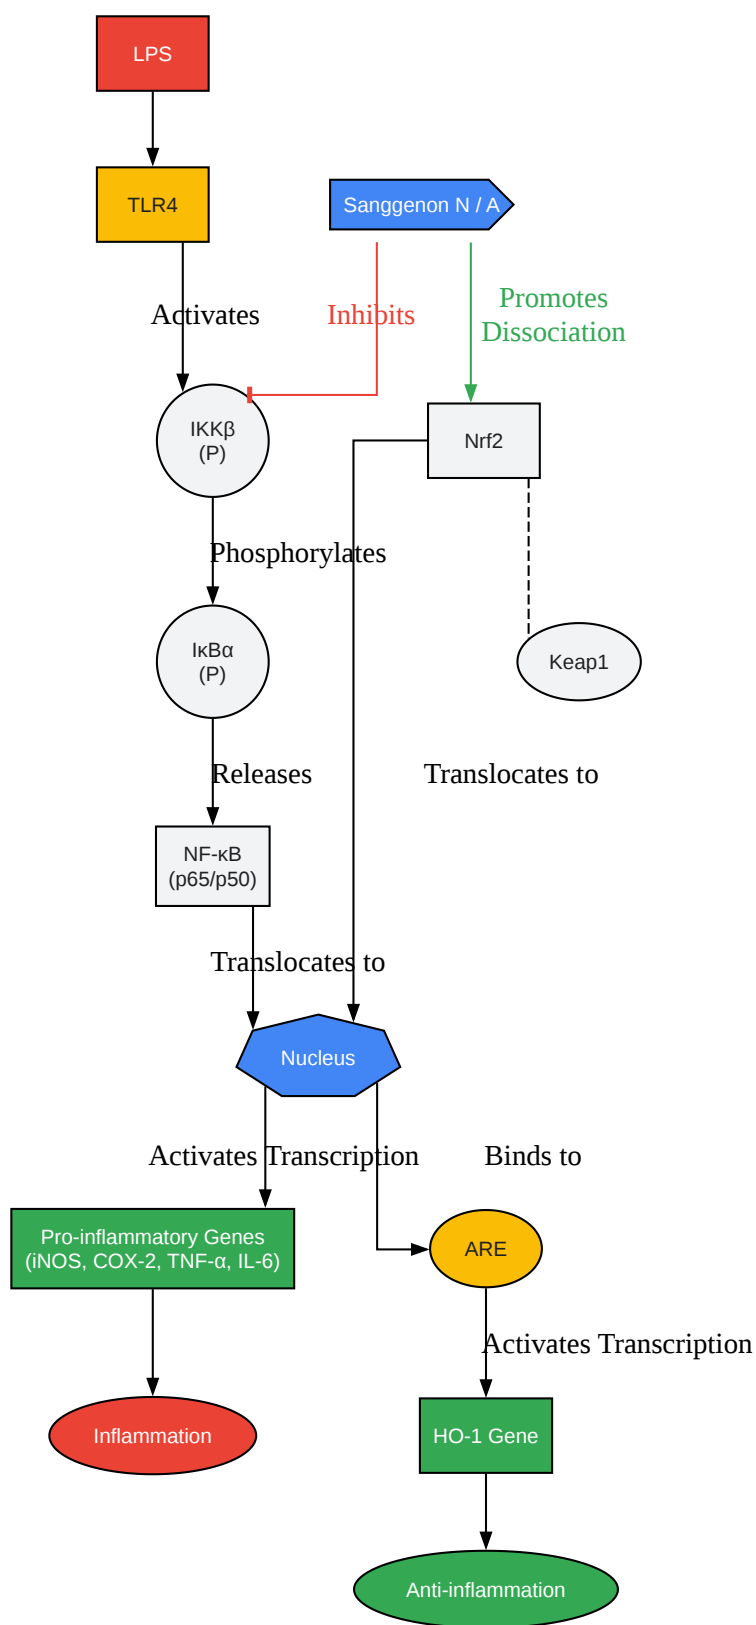 LPS
TLR4
Sanggenon N / A
Activates
Inhibits
Promotes
Dissociation
IKKβ
(P)
Nrf2
Phosphorylates
IκBα
(P)
Keap1
Releases
Translocates to
NF-κB
(p65/p50)
Translocates to
Nucleus
Activates Transcription
Binds to
Pro-inflammatory Genes
(iNOS, COX-2, TNF-α, IL-6)
ARE
Activates Transcription
HO-1 Gene
Inflammation
Anti-inflammation